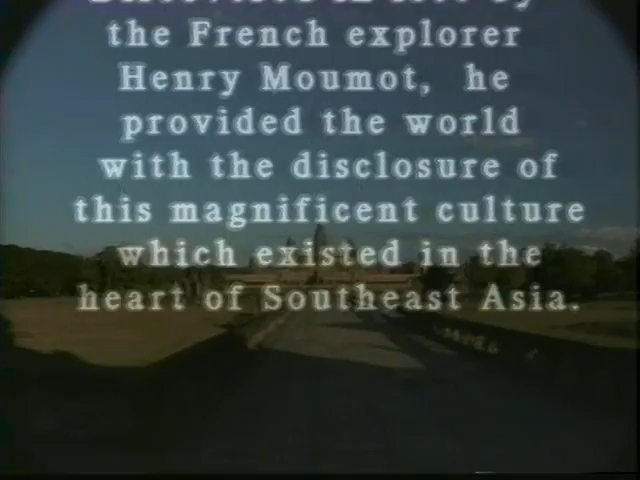 the French explorer
Henry Moumot, he
provided the world
with the disclosure of
this magnificent culture
which existed in the
heart of Southeast Asia.